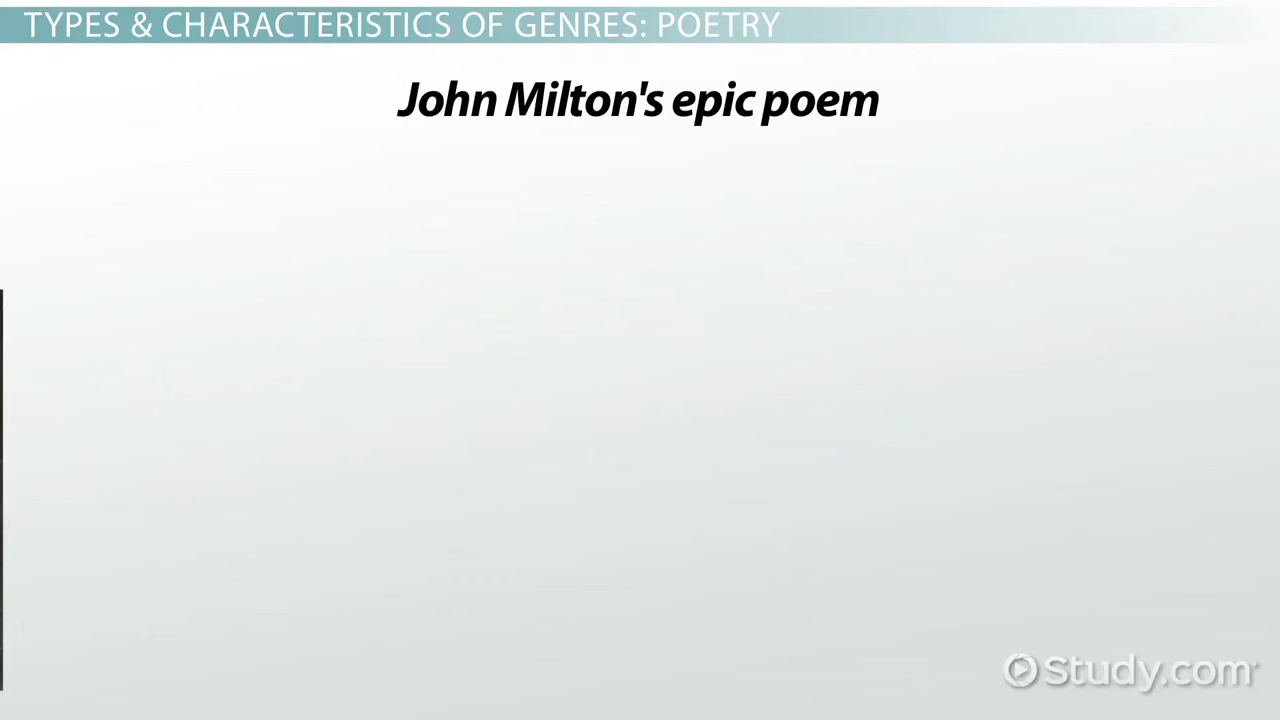 TYPES & CHARACTERISTICS OF GENRES: POETRY
John Milton's epic poem
Study.com